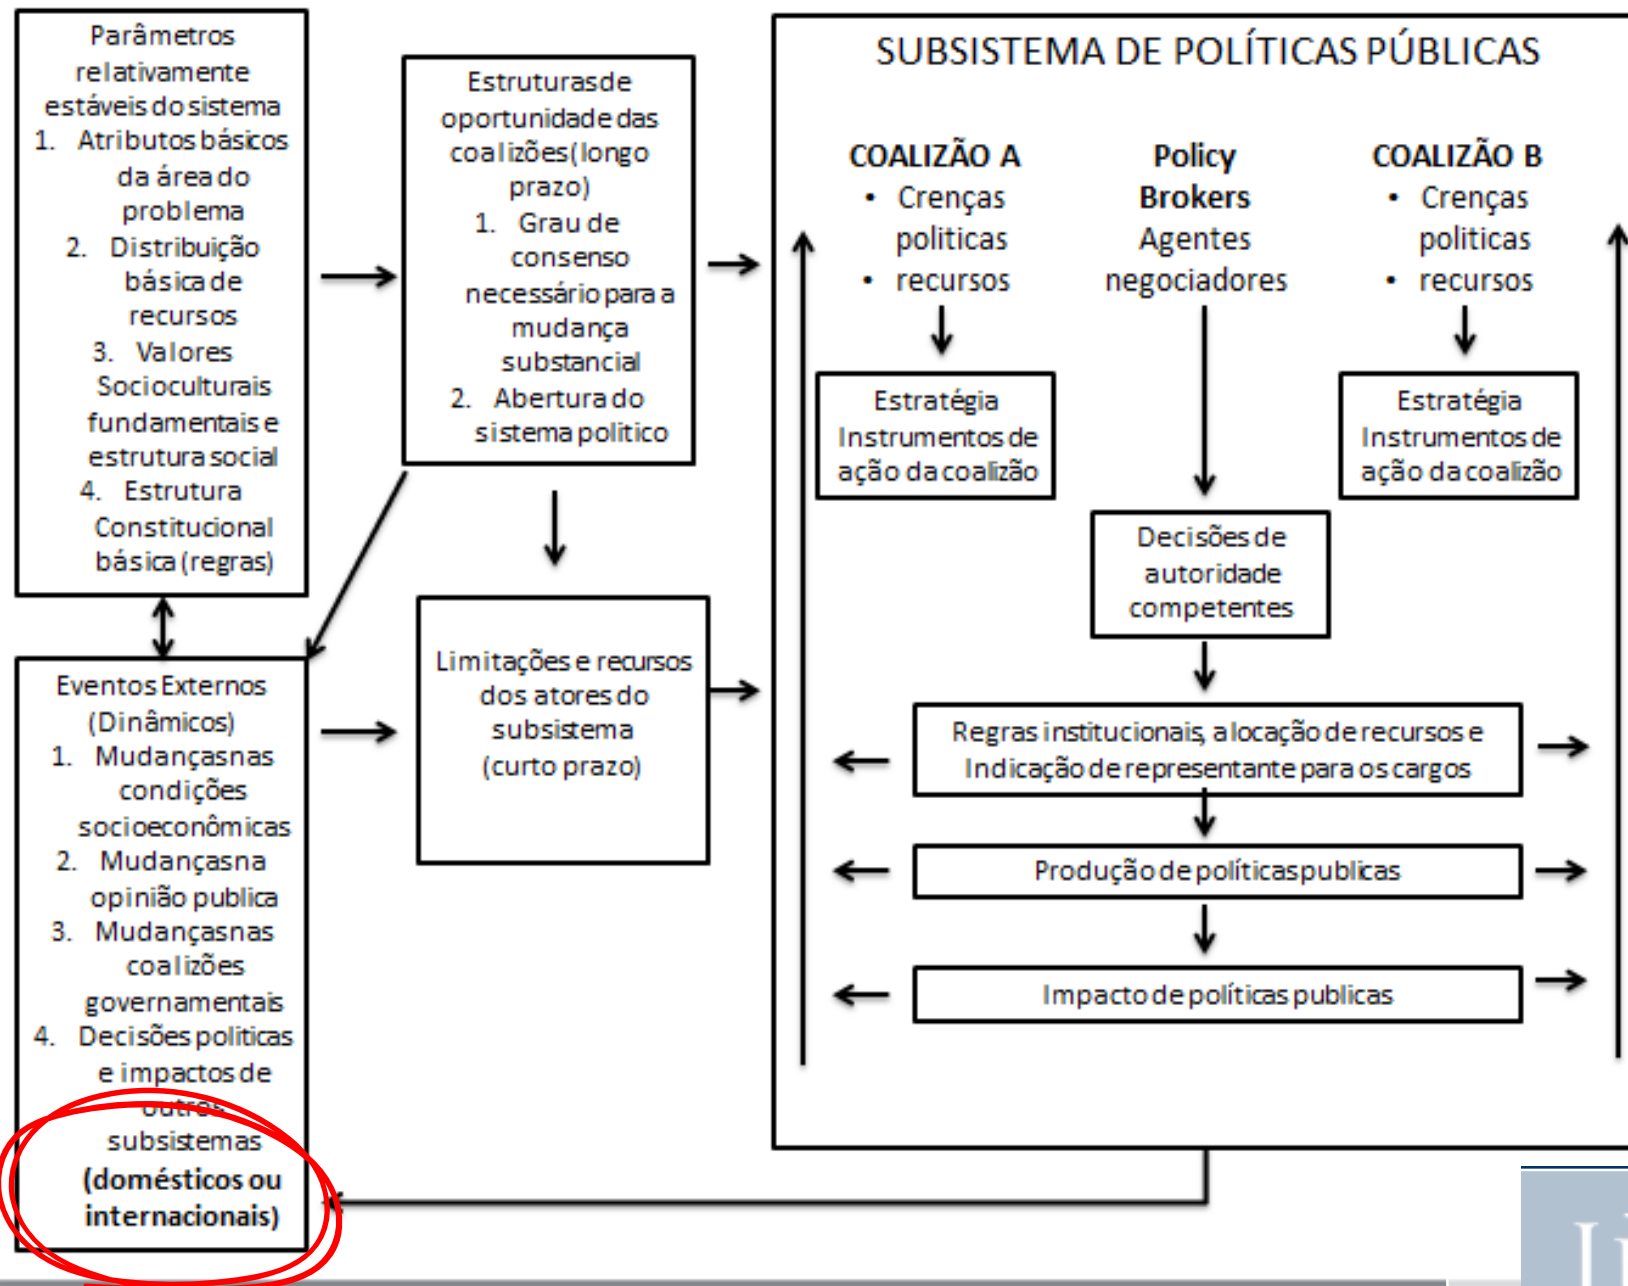 Parâmetros
relativamente
estáveis do sistema
1. Atributos básicos
da área do
problema
2. Distribuição
básica de
recursos
3. Valores
Socioculturais
fundamentais e
estrutura social
4. Estrutura
Constitucional
básica (regras)
Eventos Externos
(Dinâmicos)
1. Mudanças nas
condições
socioeconômicas
2. Mudanças na
opinião publica
3. Mudanças nas
coalizões
governamentais
4. Decisões politicas
e impactos de
outros
subsistemas
(domésticos ou
internacionais)
Estruturas de
oportunidade das
coalizões (longo
prazo)
1. Grau de
consenso
necessário para a
mudança
substancial
2. Abertura do
sistema politico
Limitações e recursos
dos atores do
subsistema
(curto prazo)
SUBSISTEMA DE POLÍTICAS PÚBLICAS
COALIZÃO A
• Crenças
politicas
• recursos
Estratégia
Instrumentos de
ação da coalizão
Policy
Brokers
Agentes
negociadores
COALIZÃO B
• Crenças
politicas
• recursos
Estratégia
Instrumentos de
ação da coalizão
Decisões de
autoridade
competentes
Regras institucionais, alocação de recursos e
Indicação de representante para os cargos
Produção de políticas publicas
Impacto de políticas publicas